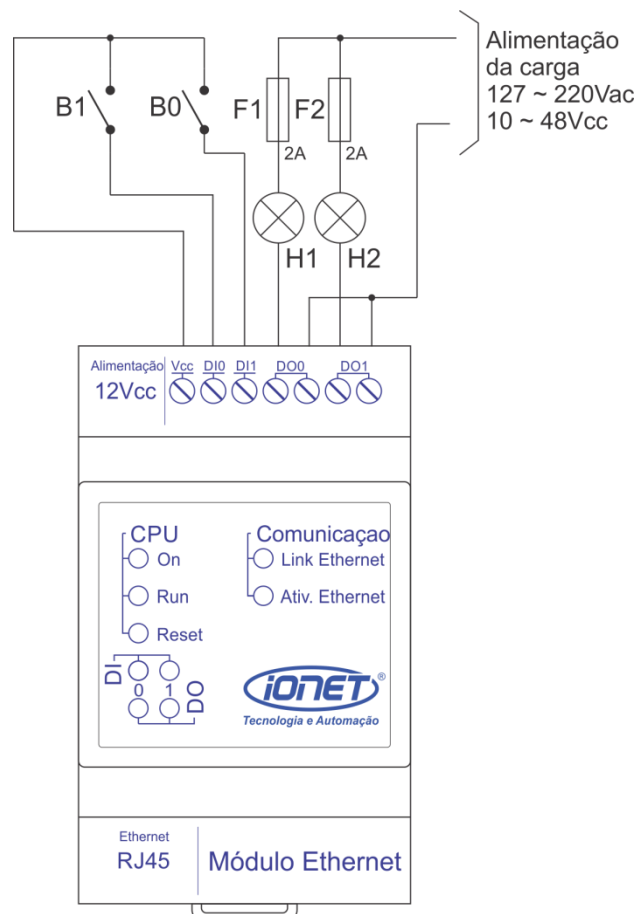 Alimentação
da carga
127 ~ 220Vac
10 ~ 48Vcc
B1
B0
F1
F2
2A
2A
H1
H2
Alimentação
12Vcc
Vcc
DI0
DI1
DO0
DO1
CPU
On
Run
Reset
Comunicaçao
Link Ethernet
Ativ. Ethernet
DI
0
1
DO
iONET®
Tecnologia e Automação
Ethernet
RJ45
Módulo Ethernet